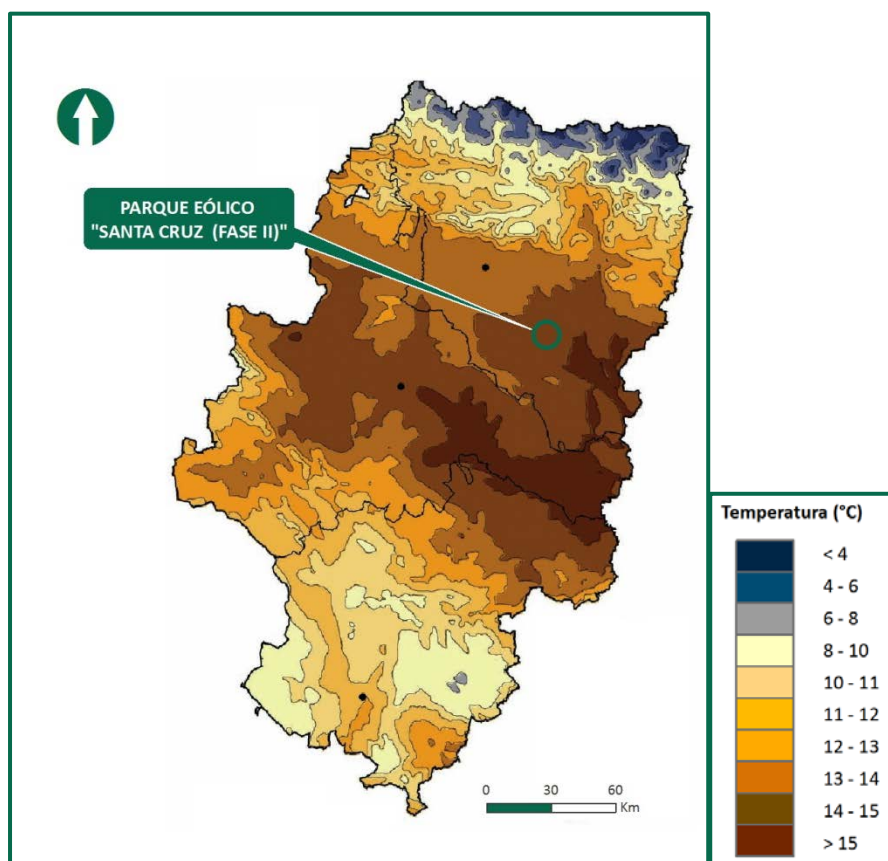 PARQUE EÓLICO
"SANTA CRUZ (FASE II)"
0 30 60
Km
Temperatura (°C)
< 4
4 - 6
6 - 8
8 - 10
10 - 11
11 - 12
12 - 13
13 - 14
14 - 15
> 15